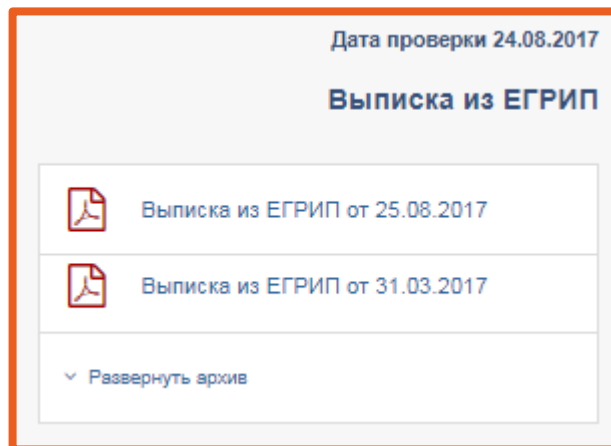 Дата проверки 24.08.2017
Выписка из ЕГРИП
Выписка из ЕГРИП от 25.08.2017
Выписка из ЕГРИП от 31.03.2017
Развернуть архив